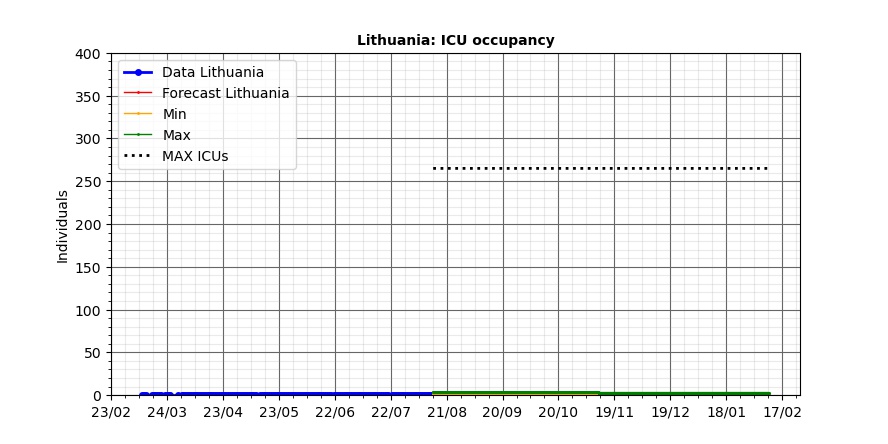 Lithuania: ICU occupancy
400
350
300
250
200
150
100
50
0
Individuals
Data Lithuania
Forecast Lithuania
Min
Max
MAX ICUs
23/02 24/03 23/04 23/05 22/06 22/07 21/08 20/09 20/10 19/11 19/12 18/01 17/02